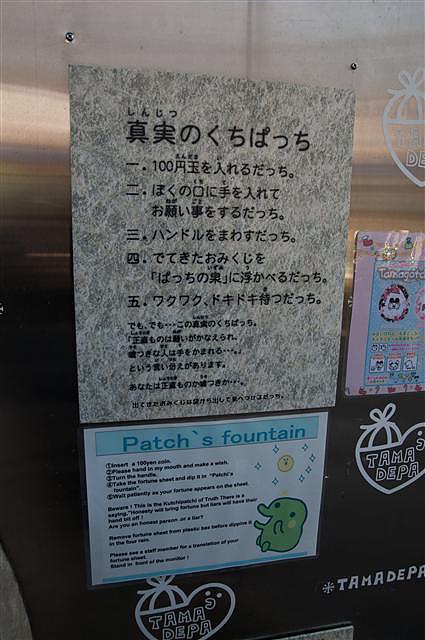 しんじつ
真実のくちぱっち
一．100円玉を入れるだっち。
二．ぼくの口に手を入れて
お願い事をするだっち。
三．ハンドルをまわすだっち。
四．でてきたおみくじを
「ぱっちの泉」に浮かべるだっち。
五．ワクワク、ドキドキ待つだっち。
でも、でも・・・この真実のくちぱっち。
「正直ものは願いがかなえられ、
嘘つきな人は手をかまれる・・・。」
という言い伝えがあります。
あなたは正直ものか嘘つきか・・・。
Patch`s fountain
①Insert a 100yen coin.
②Please hand in my mouth and make a wish.
③Turn the handle.
④Take the fortune sheet and dip it in "Patch's
fountain".
⑤Wait patiently as your fortune appears on the sheet.
Beware ! This is the Kutchipatchi of Truth There is a
saying,"Honestly will bring fortune but liars will have their
hand bit off !
Are you an honest person or a liar?
Remove fortune sheet from plastic bag before dipping it
in the four rain.
Please see a staff member for a translation of your
fortune sheet.
Stand in front of the monitor !
Tamagotc
TAMA
DEPA
TAMA
DEPA
*TAMADEPA
TAMA
DEPA